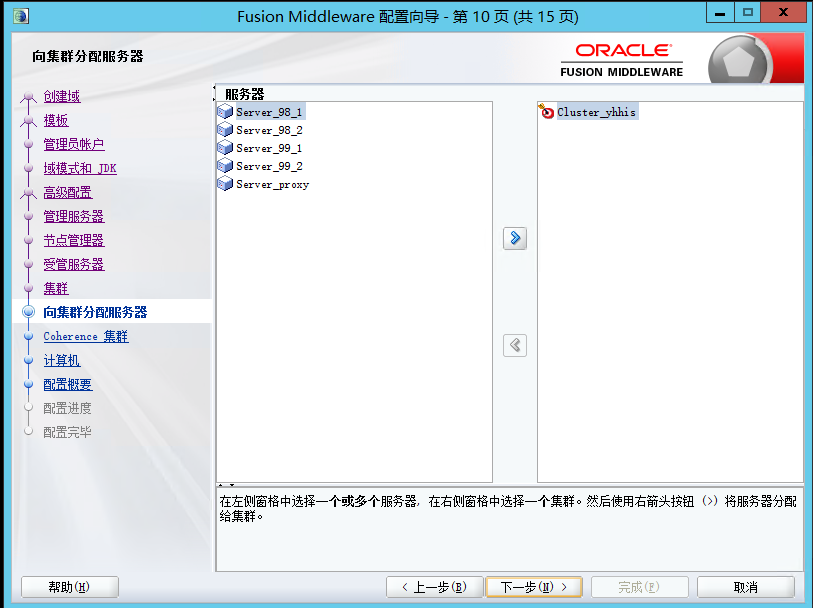 Fusion Middleware 配置向导 - 第 10 页 (共 15 页)
向集群分配服务器
ORACLE
FUSION MIDDLEWARE
创建域
模板
管理员帐户
域模式和 JDK
高级配置
管理服务器
节点管理器
受管服务器
集群
向集群分配服务器
Coherence 集群
计算机
配置概要
配置进度
配置完毕
服务器
Server_98_1
Server_98_2
Server_99_1
Server_99_2
Server_proxy
Cluster_yhhis
在左侧窗格中选择一个或多个服务器, 在右侧窗格中选择一个集群。然后使用右箭头按钮 (>) 将服务器分配
给集群。
帮助(H)
< 上一步(B)
下一步(N) >
完成(F)
取消